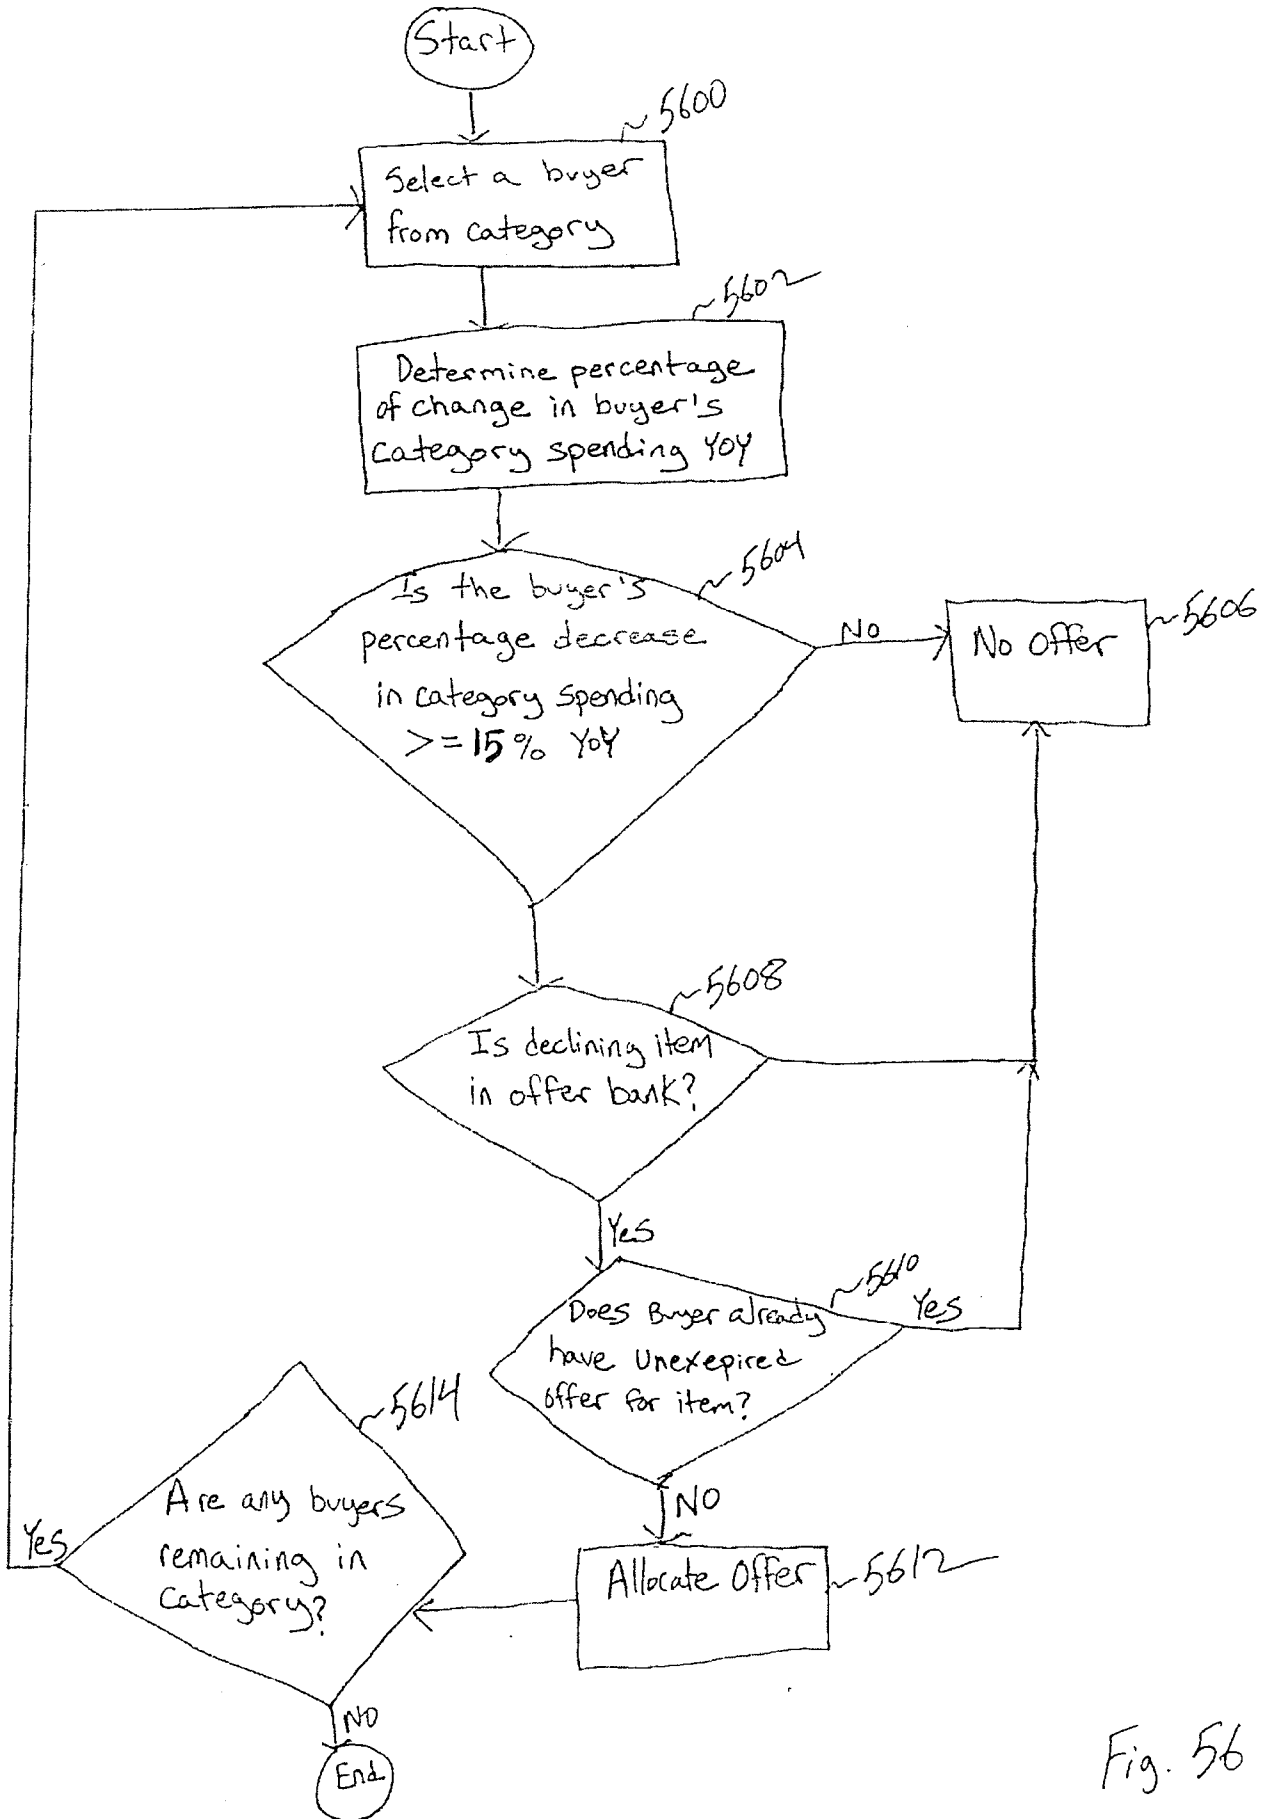 Start
5600
Select a buyer
from category
5602
Determine percentage
of change in buyer's
category spending YOY
5604
Is the buyer's
percentage decrease
in category spending
>=15% YOY
NO
No Offer
5606
5608
Is declining item
in offer bank?
Yes
5610
Does Buyer already
have Unexepired
offer for item?
Yes
NO
5614
Are any buyers
remaining in
Category?
Yes
Allocate Offer
5612
NO
End
Fig. 56